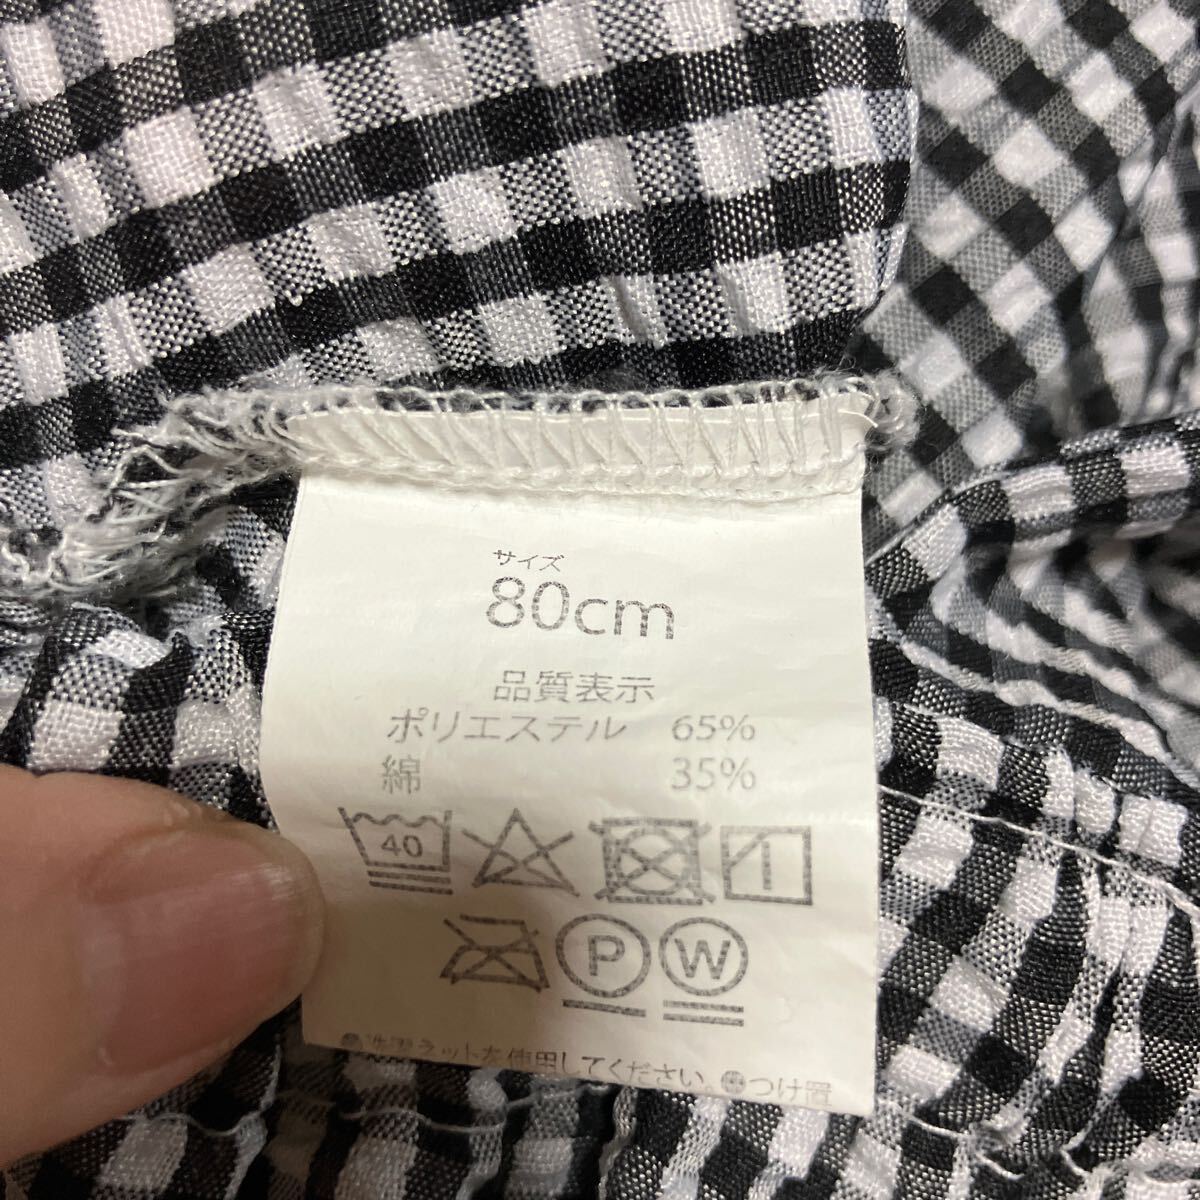 サイズ
80cm
品質表示
ポリエステル 65%
綿 35%
40
P W
●洗濯ネットを使用してください。●つけ置